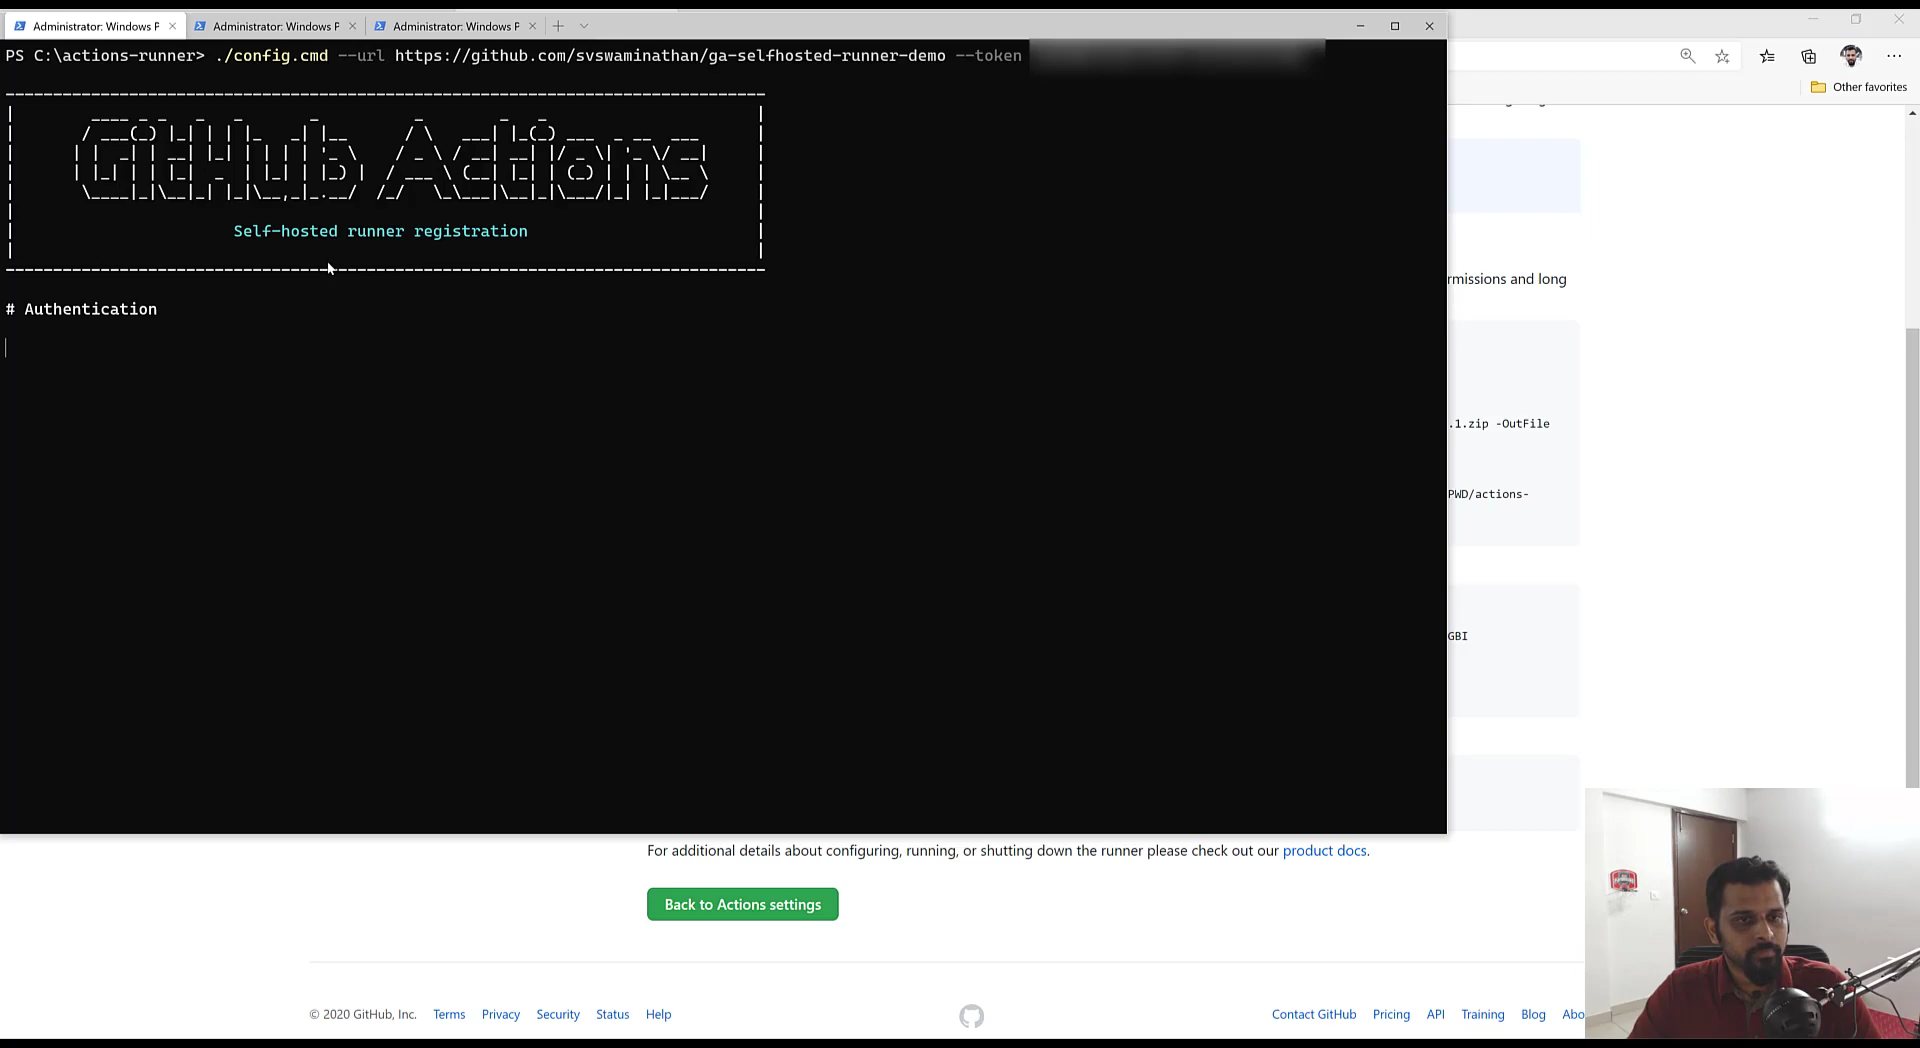 Administrator: Windows P
Administrator: Windows P
Administrator: Windows P
PS C:\actions-runner> ./config.cmd --url https://github.com/svswaminathan/ga-selfhosted-runner-demo --token
Other favorites
GitHub Actions
Self-hosted runner registration
# Authentication
rmissions and long
.1.zip -OutFile
PWD/actions-
GBI
For additional details about configuring, running, or shutting down the runner please check out our product docs.
Back to Actions settings
© 2020 GitHub, Inc. Terms Privacy Security Status Help Contact GitHub Pricing API Training Blog Abo